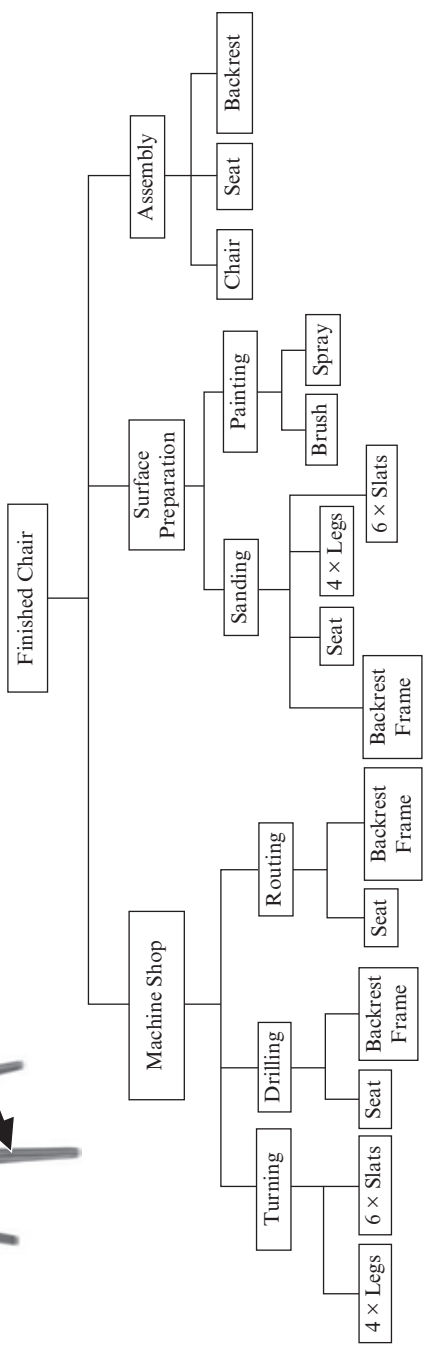 Finished Chair
Machine Shop
Surface
Preparation
Assembly
Turning
Drilling
Routing
Sanding
Painting
Chair
Seat
Backrest
4 × Legs
6 × Slats
Seat
Backrest
Frame
Seat
Backrest
Frame
Backrest
Frame
Seat
4 × Legs
6 × Slats
Brush
Spray